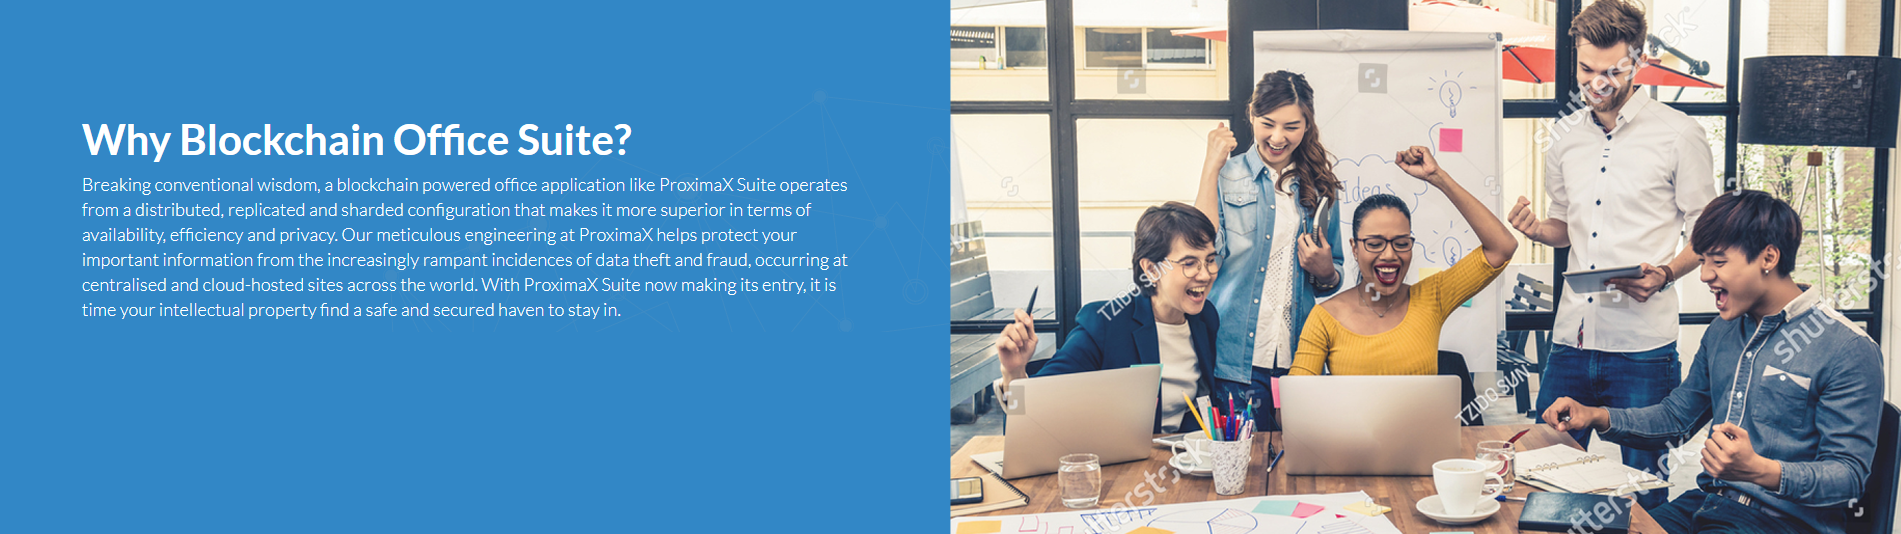 Why Blockchain Office Suite?
Breaking conventional wisdom, a blockchain powered office application like ProximaX Suite operates
from a distributed, replicated and sharded configuration that makes it more superior in terms of
availability, efficiency and privacy. Our meticulous engineering at ProximaX helps protect your
important information from the increasingly rampant incidences of data theft and fraud, occurring at
centralised and cloud-hosted sites across the world. With ProximaX Suite now making its entry, it is
time your intellectual property find a safe and secured haven to stay in.
Ideas
shutterstock
TZIDO SUN
shutterstock
TZIDO SUN
shutterstock
shutterstock